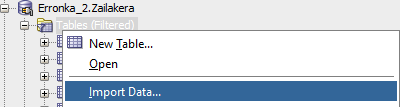 Erronka_2.Zailakera
Tables (Filtered)
New Table...
Open
Import Data...